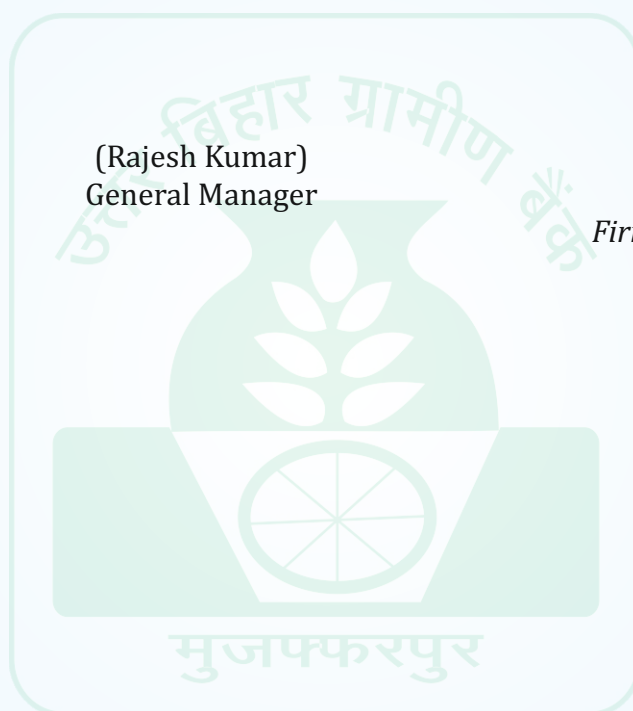 उत्तर बिहार ग्रामीण बैंक
(Rajesh Kumar)
General Manager
मुजफ्फरपुर